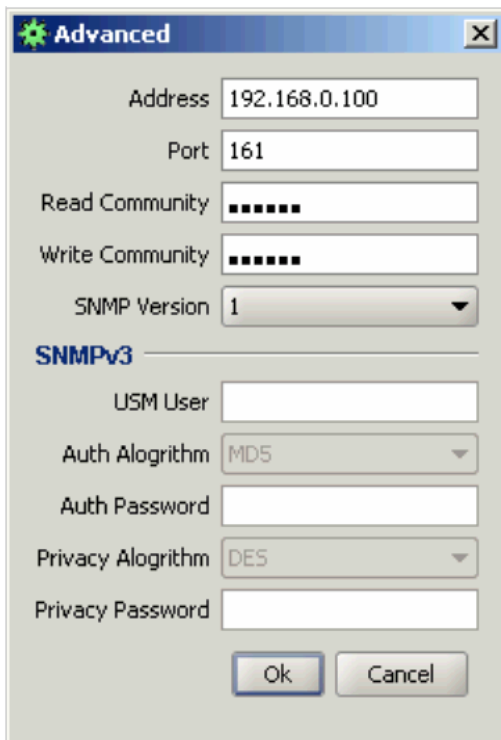 Advanced
Address 192.168.0.100
Port 161
Read Community ▪▪▪▪▪▪
Write Community ▪▪▪▪▪▪
SNMP Version 1
SNMPv3
USM User
Auth Alogrithm MD5
Auth Password
Privacy Alogrithm DES
Privacy Password
Ok Cancel